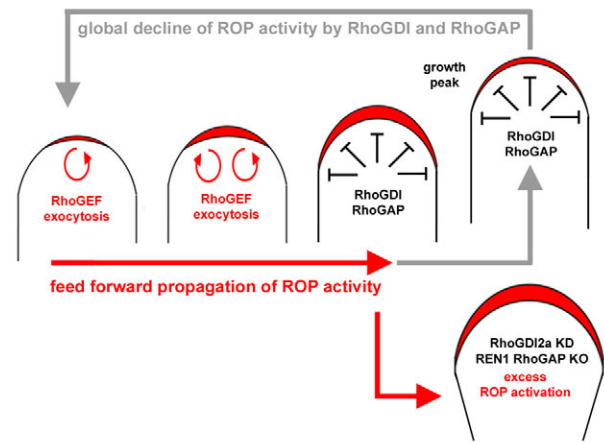 global decline of ROP activity by RhoGDI and RhoGAP
growth
peak
RhoGDI
RhoGAP
RhoGEF
exocytosis
RhoGEF
exocytosis
RhoGDI
RhoGAP
feed forward propagation of ROP activity
RhoGDI2a KD
REN1 RhoGAP KO
excess
ROP activation